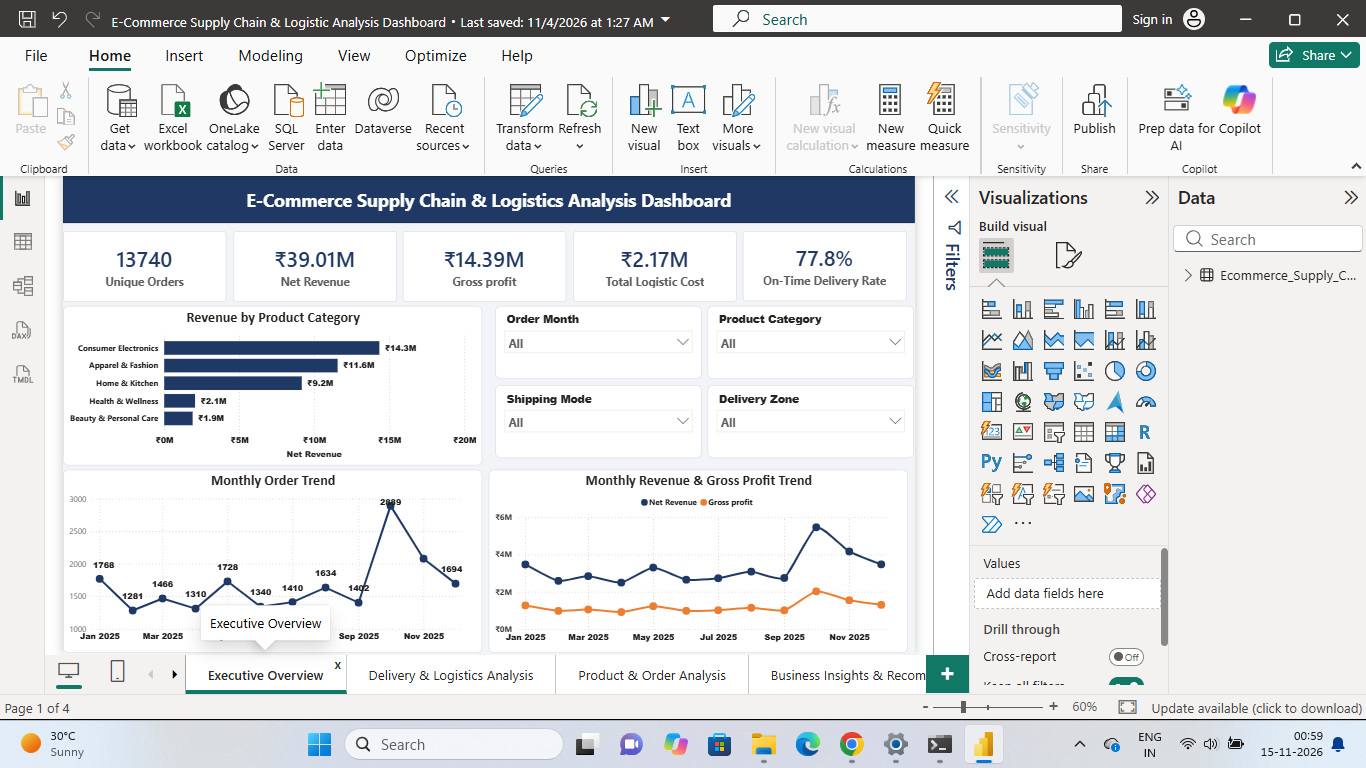 E-Commerce Supply Chain & Logistic Analysis Dashboard • Last saved: 11/4/2026 at 1:27 AM
Search
Sign in
File Home Insert Modeling View Optimize Help
Share
Paste
Get data
Excel workbook
OneLake catalog
SQL Server
Enter data
Dataverse
Recent sources
Transform data
Refresh
New visual
Text box
More visuals
New visual calculation
New measure
Quick measure
Sensitivity
Publish
Prep data for AI
Copilot
Clipboard
Data
Queries
Insert
Calculations
Sensitivity
Share
Copilot
E-Commerce Supply Chain & Logistics Analysis Dashboard
13740
Unique Orders
₹39.01M
Net Revenue
₹14.39M
Gross profit
₹2.17M
Total Logistic Cost
77.8%
On-Time Delivery Rate
Revenue by Product Category
Consumer Electronics ₹14.3M
Apparel & Fashion ₹11.6M
Home & Kitchen ₹9.2M
Health & Wellness ₹2.1M
Beauty & Personal Care ₹1.9M
₹0M ₹5M ₹10M ₹15M ₹20M
Net Revenue
Order Month
All
Product Category
All
Shipping Mode
All
Delivery Zone
All
Monthly Order Trend
3000
2500
2000
1500
1000
1768 1281 1466 1310 1728 1340 1410 1634 1402 2889 1694
Jan 2025 Mar 2025 Sep 2025 Nov 2025
Executive Overview
Monthly Revenue & Gross Profit Trend
Net Revenue Gross profit
₹6M
₹4M
₹2M
₹0M
Jan 2025 Mar 2025 May 2025 Jul 2025 Sep 2025 Nov 2025
Filters
Visualizations
Build visual
123
R
Py
Values
Add data fields here
Drill through
Cross-report
Off
Data
Search
Ecommerce_Supply_C...
DAX
TMDL
Executive Overview x
Delivery & Logistics Analysis
Product & Order Analysis
Business Insights & Recom
+
Page 1 of 4
- + 60%
Update available (click to download)
30°C
Sunny
Search
ENG
IN
00:59
15-11-2026